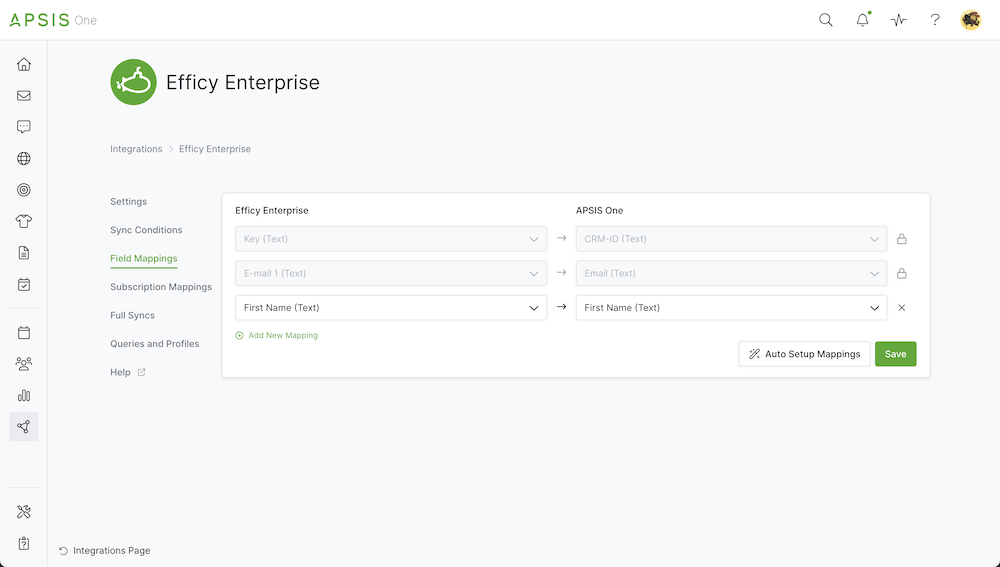 APSIS One
Efficy Enterprise
Integrations > Efficy Enterprise
Settings
Sync Conditions
Field Mappings
Subscription Mappings
Full Syncs
Queries and Profiles
Help
Efficy Enterprise APSIS One
Key (Text) → CRM-ID (Text)
E-mail 1 (Text) → Email (Text)
First Name (Text) → First Name (Text)
Add New Mapping
Auto Setup Mappings Save
Integrations Page